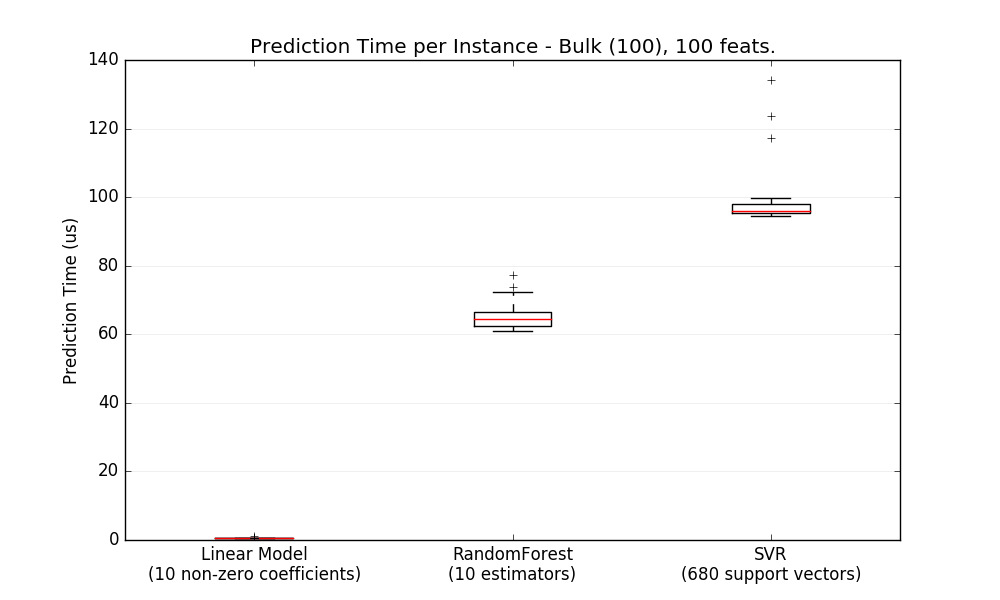 Prediction Time per Instance - Bulk (100), 100 feats.
140
120
100
80
60
40
20
0
Prediction Time (us)
Linear Model
(10 non-zero coefficients)
RandomForest
(10 estimators)
SVR
(680 support vectors)